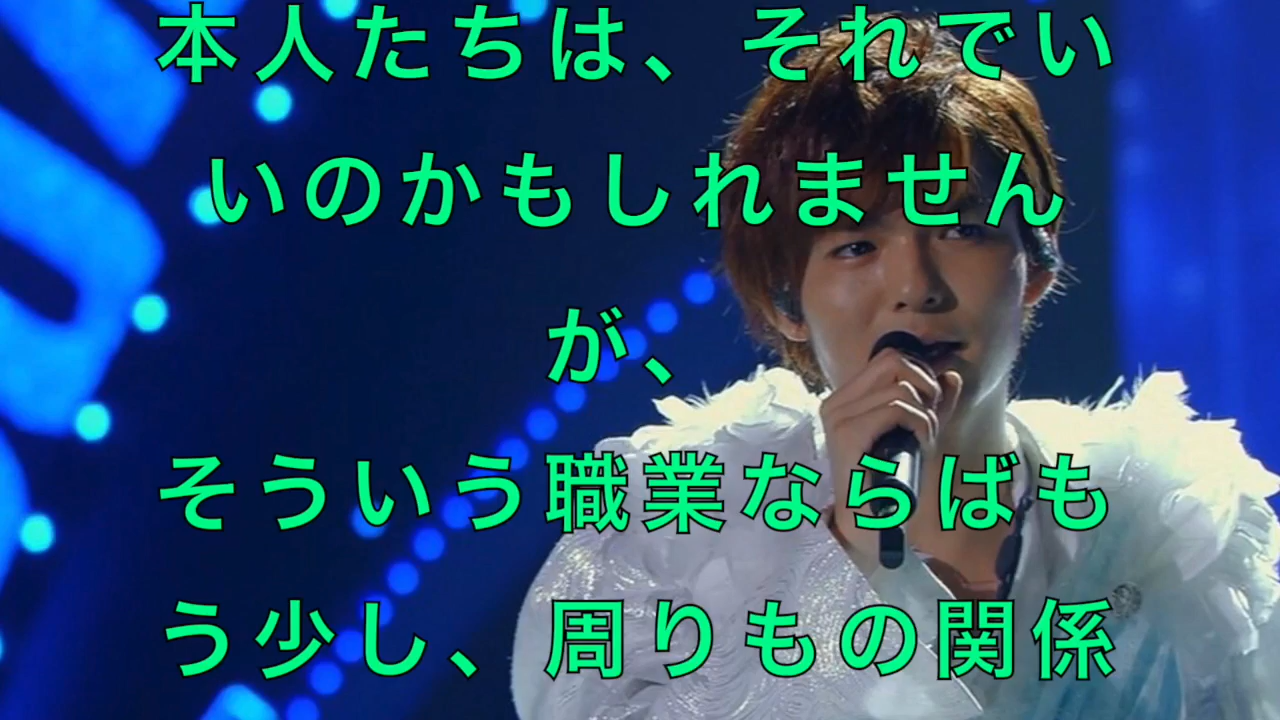 本人たちは、それでい
いのかもしれません
が、
そういう職業ならばも
う少し、周りもの関係